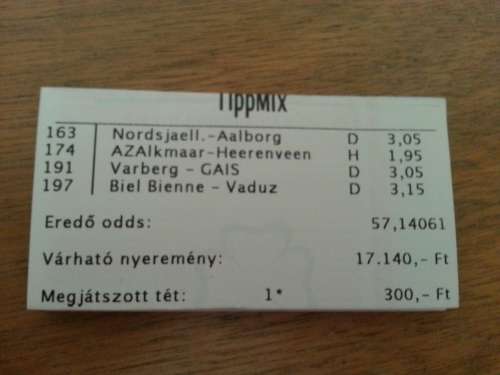 TippMIX
163 Nordsjaell.-Aalborg D 3,05
174 AZAlkmaar-Heerenveen H 1,95
191 Varberg - GAIS D 3,05
197 Biel Bienne - Vaduz D 3,15
Eredő odds: 57,14061
Várható nyeremény: 17.140,- Ft
Megjátszott tét: 1* 300,- Ft